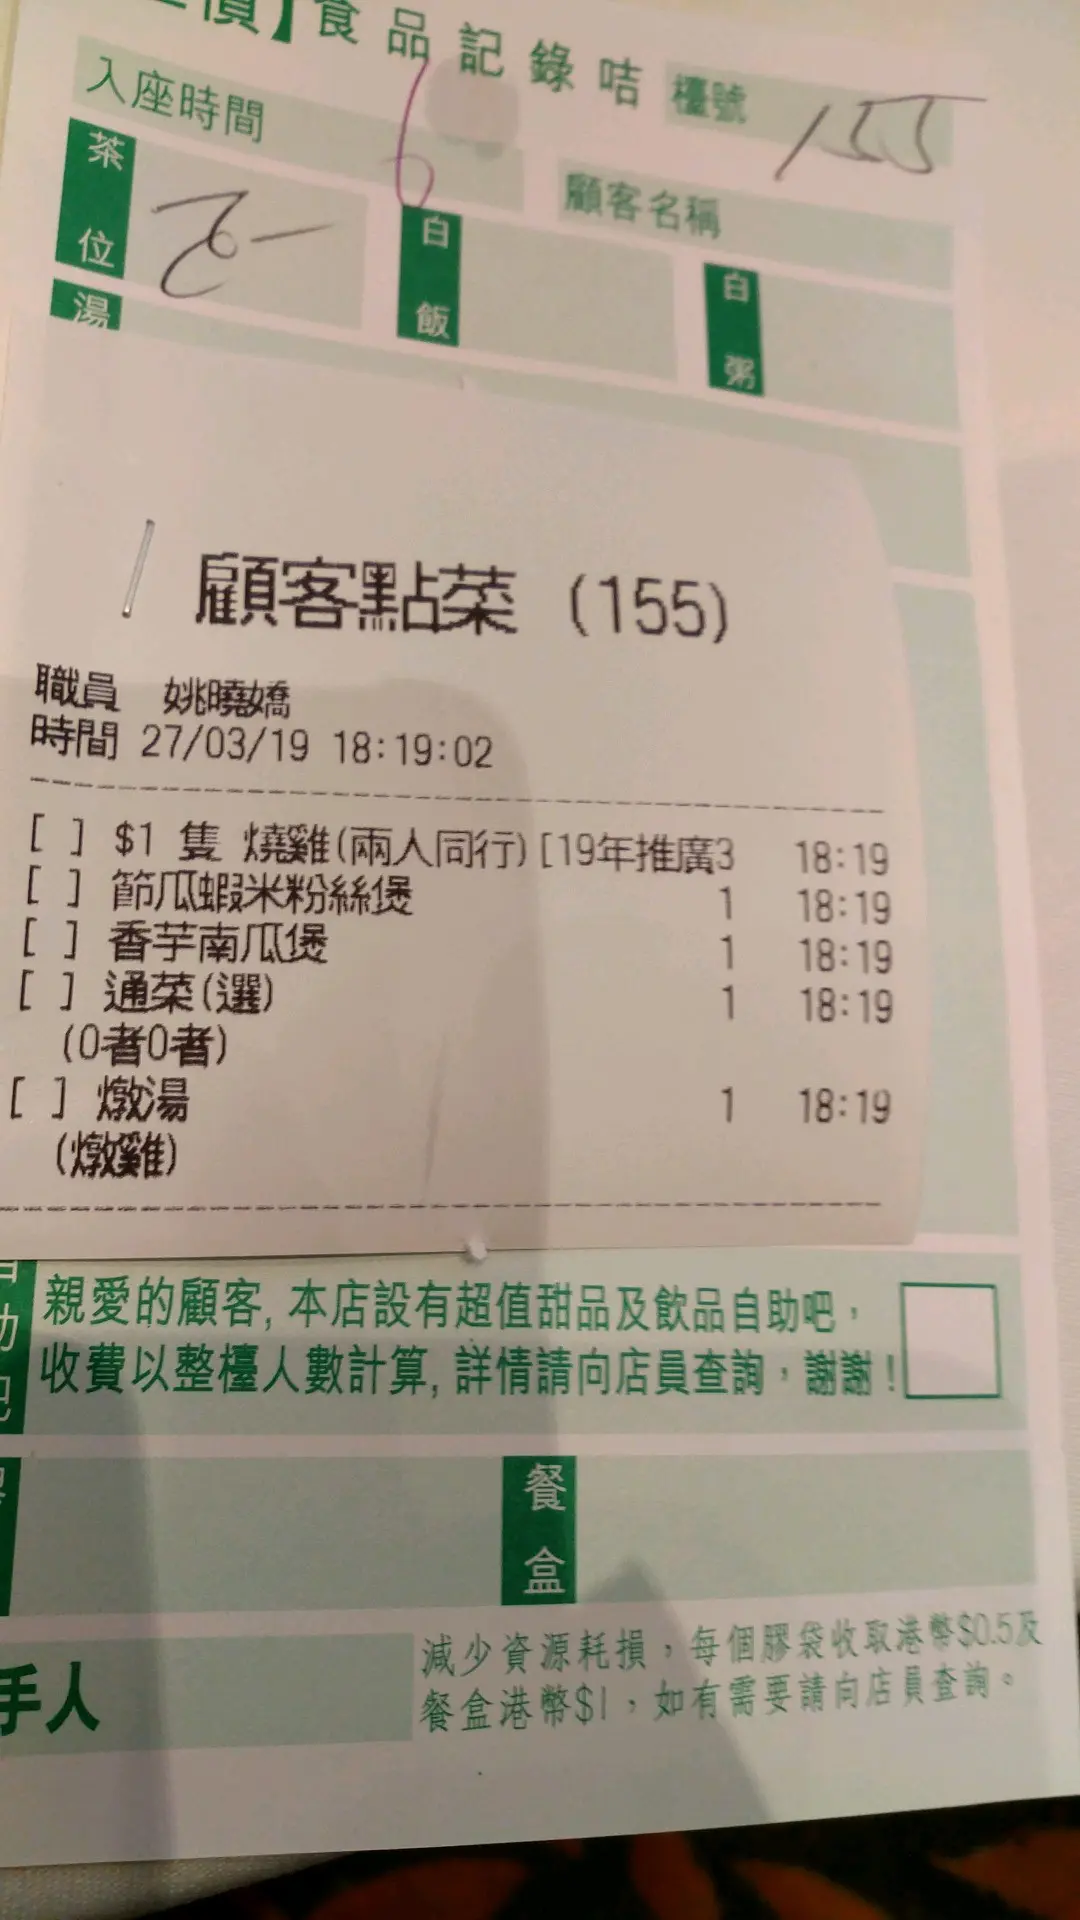 價】食品記錄咭
檯號 155
入座時間 6
顧客名稱
茶位
白飯
白粥
湯
顧客點菜 (155)
職員 姚曉嬌
時間 27/03/19 18:19:02
[ ] $1 隻 燒雞(兩人同行)[19年推廣3 18:19
[ ] 節瓜蝦米粉絲煲 1 18:19
[ ] 香芋南瓜煲 1 18:19
[ ] 通菜(選) 1 18:19
(0者0者)
[ ] 燉湯 1 18:19
(燉雞)
親愛的顧客, 本店設有超值甜品及飲品自助吧，
收費以整檯人數計算, 詳情請向店員查詢，謝謝！
自助吧
餐盒
手人
減少資源耗損，每個膠袋收取港幣$0.5及
餐盒港幣$1，如有需要請向店員查詢。